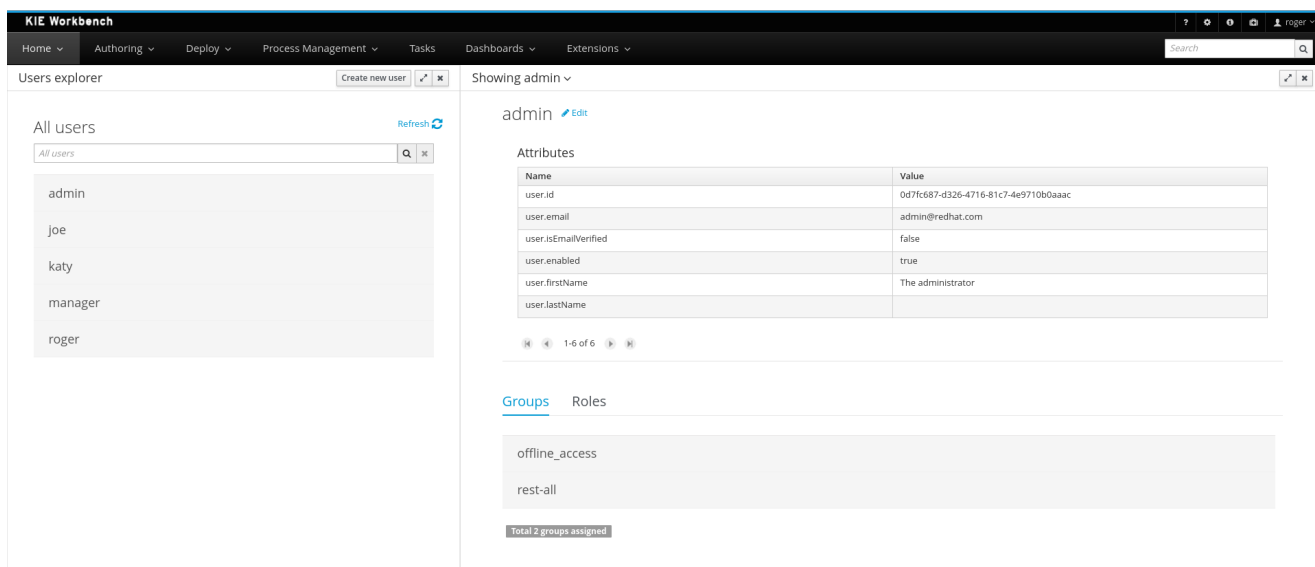 KIE Workbench
? roger
Home Authoring Deploy Process Management Tasks Dashboards Extensions Search
Users explorer Create new user
Showing admin
All users Refresh
All users
admin
joe
katy
manager
roger
admin Edit
Attributes
Name Value
user.id 0d7fc687-d326-4716-81c7-4e9710b0aaac
user.email admin@redhat.com
user.isEmailVerified false
user.enabled true
user.firstName The administrator
user.lastName
1-6 of 6
Groups Roles
offline_access
rest-all
Total 2 groups assigned